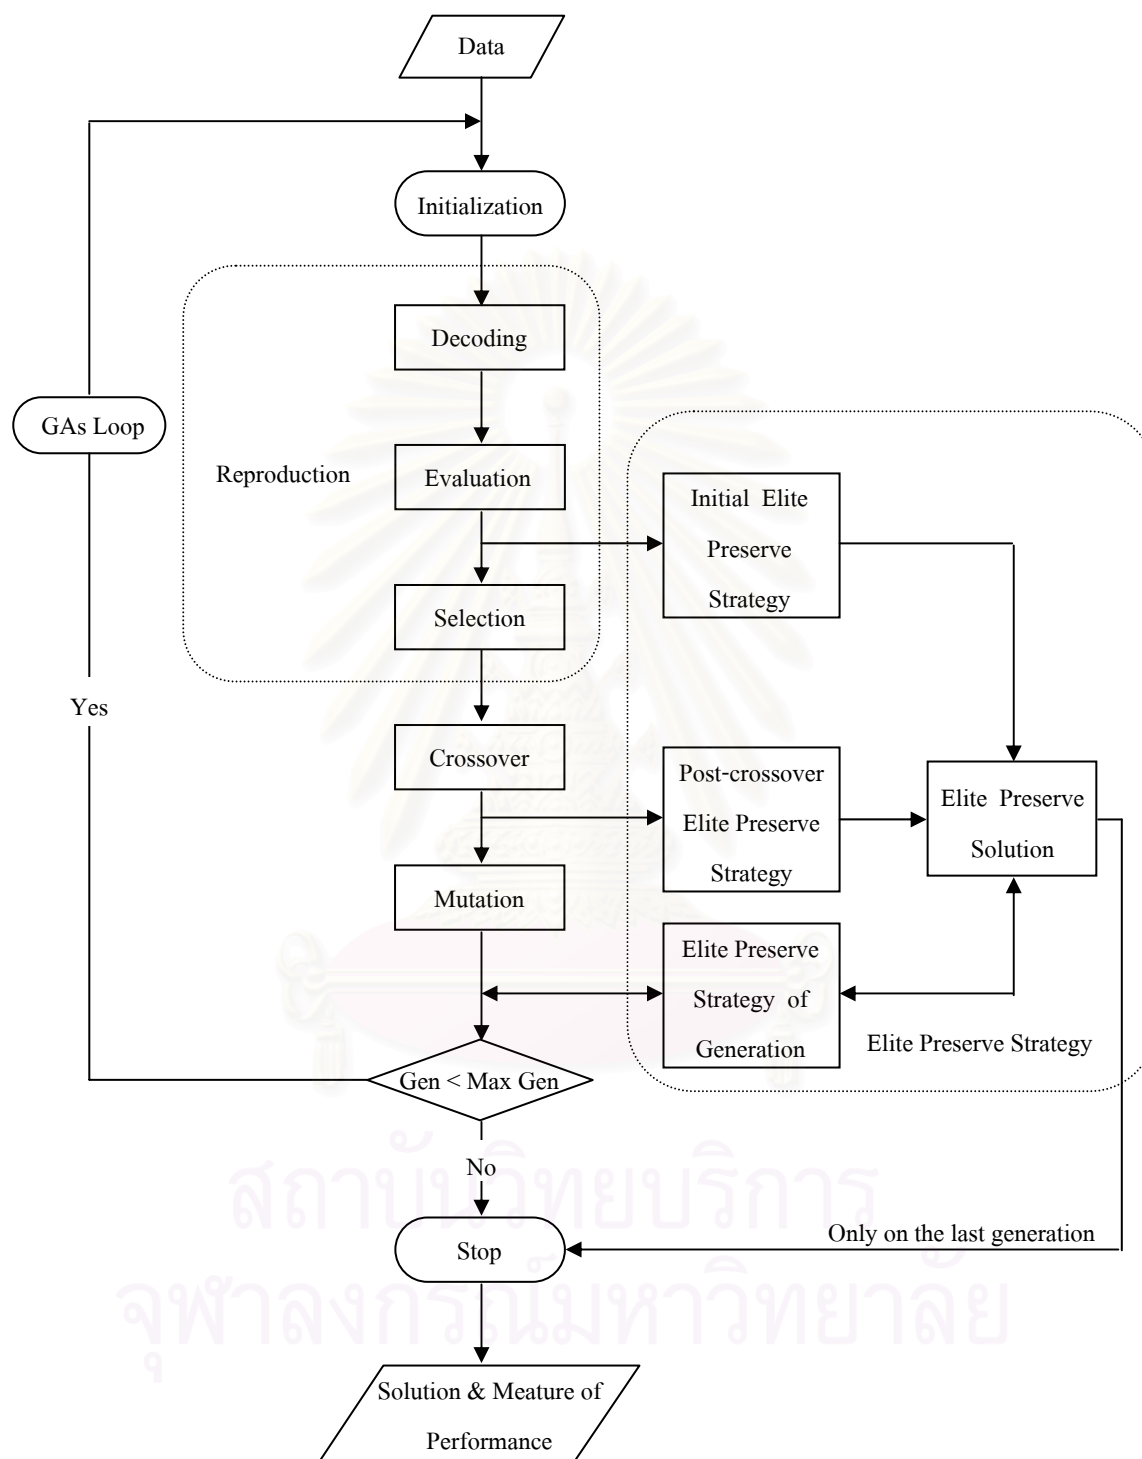 Data
Initialization
Decoding
GAs Loop
Reproduction
Evaluation
Initial Elite
Preserve
Strategy
Selection
Yes
Crossover
Post-crossover
Elite Preserve
Strategy
Elite Preserve
Solution
Mutation
Elite Preserve
Strategy of
Generation
Elite Preserve Strategy
Gen < Max Gen
No
สถาบันวิทยบริการ
Only on the last generation
Stop
จุฬาลงกรณ์มหาวิทยาลัย
Solution & Meature of
Performance